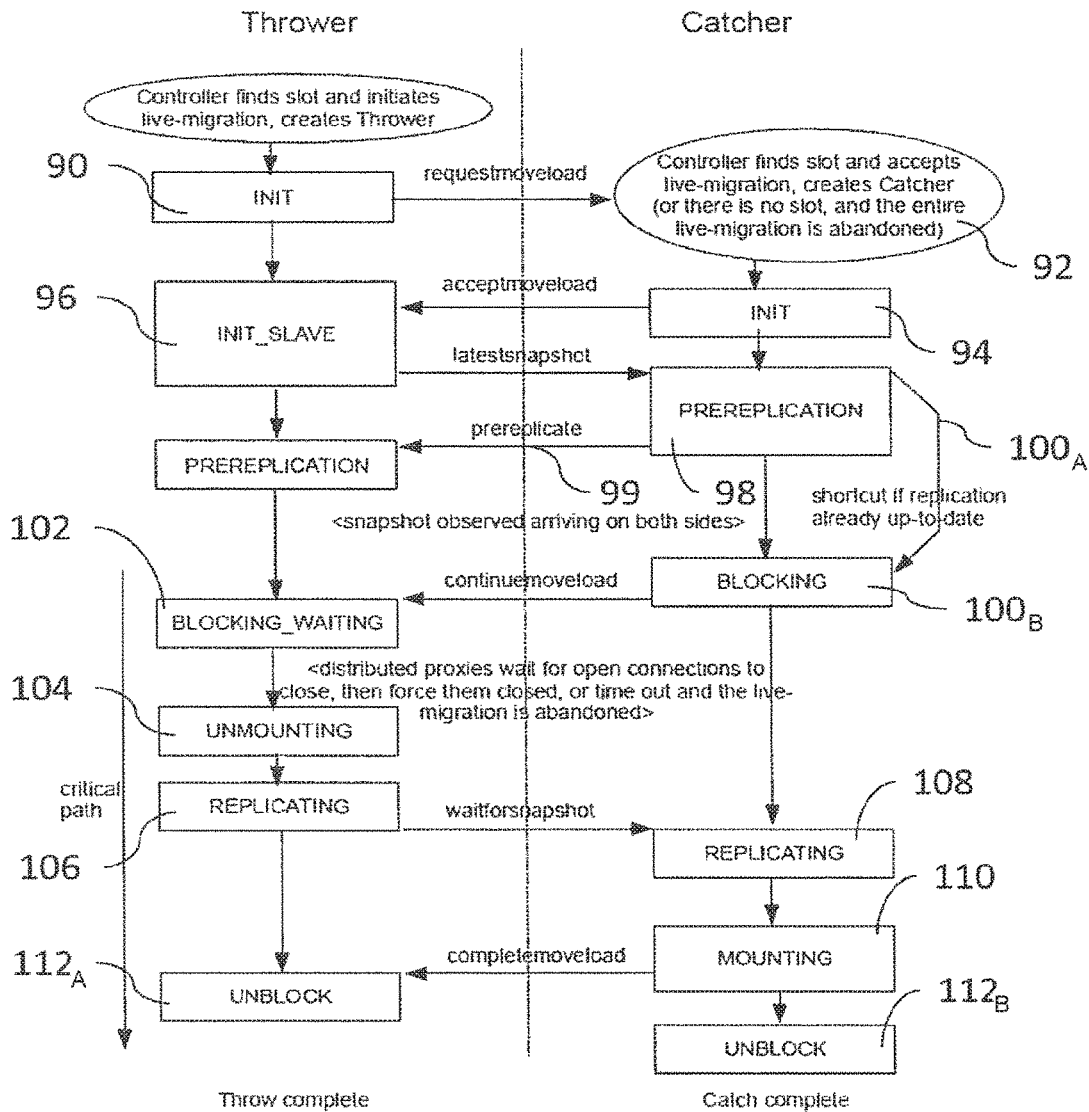 Thrower
Catcher
Controller finds slot and initiates
live-migration, creates Thrower
90
INIT
requestmoveload
Controller finds slot and accepts
live-migration, creates Catcher
(or there is no slot, and the entire
live-migration is abandoned)
92
96
INIT_SLAVE
acceptmoveload
INIT
94
latestsnapshot
PREREPLICATION
100A
PREREPLICATION
prereplicate
99
98
shortcut if replication
already up-to-date
<snapshot observed arriving on both sides>
102
continuemoveload
BLOCKING
100B
BLOCKING_WAITING
<distributed proxies wait for open connections to
close, then force them closed, or time out and the live-
migration is abandoned>
104
UNMOUNTING
critical
path
REPLICATING
waitforsnapshot
108
106
REPLICATING
110
completemoveload
MOUNTING
112A
UNBLOCK
112B
UNBLOCK
Throw complete
Catch complete